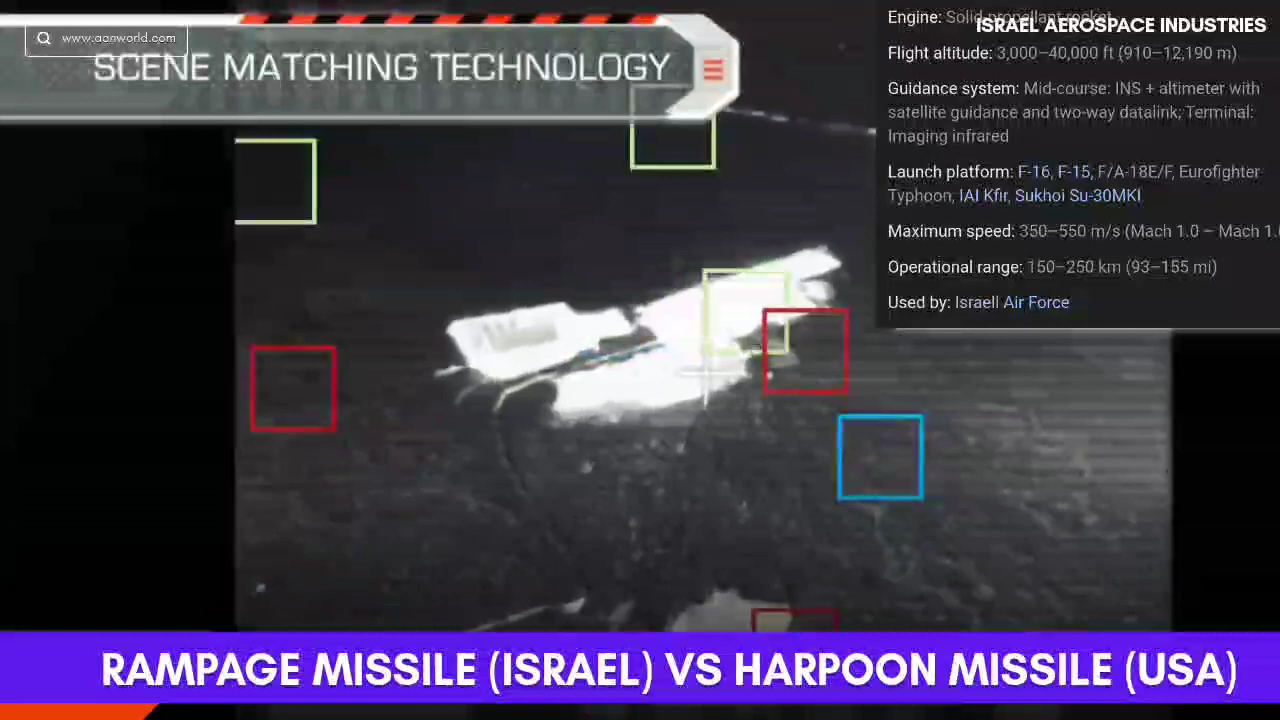 www.aanworld.com
SCENE MATCHING TECHNOLOGY
Engine: Solid propellant rocket
ISRAEL AEROSPACE INDUSTRIES
Flight altitude: 3,000–40,000 ft (910–12,190 m)
Guidance system: Mid-course: INS + altimeter with
satellite guidance and two-way datalink; Terminal:
Imaging infrared
Launch platform: F-16, F-15, F/A-18E/F, Eurofighter
Typhoon, IAI Kfir, Sukhoi Su-30MKI
Maximum speed: 350–550 m/s (Mach 1.0 – Mach 1.
Operational range: 150–250 km (93–155 mi)
Used by: Israeli Air Force
RAMPAGE MISSILE (ISRAEL) VS HARPOON MISSILE (USA)